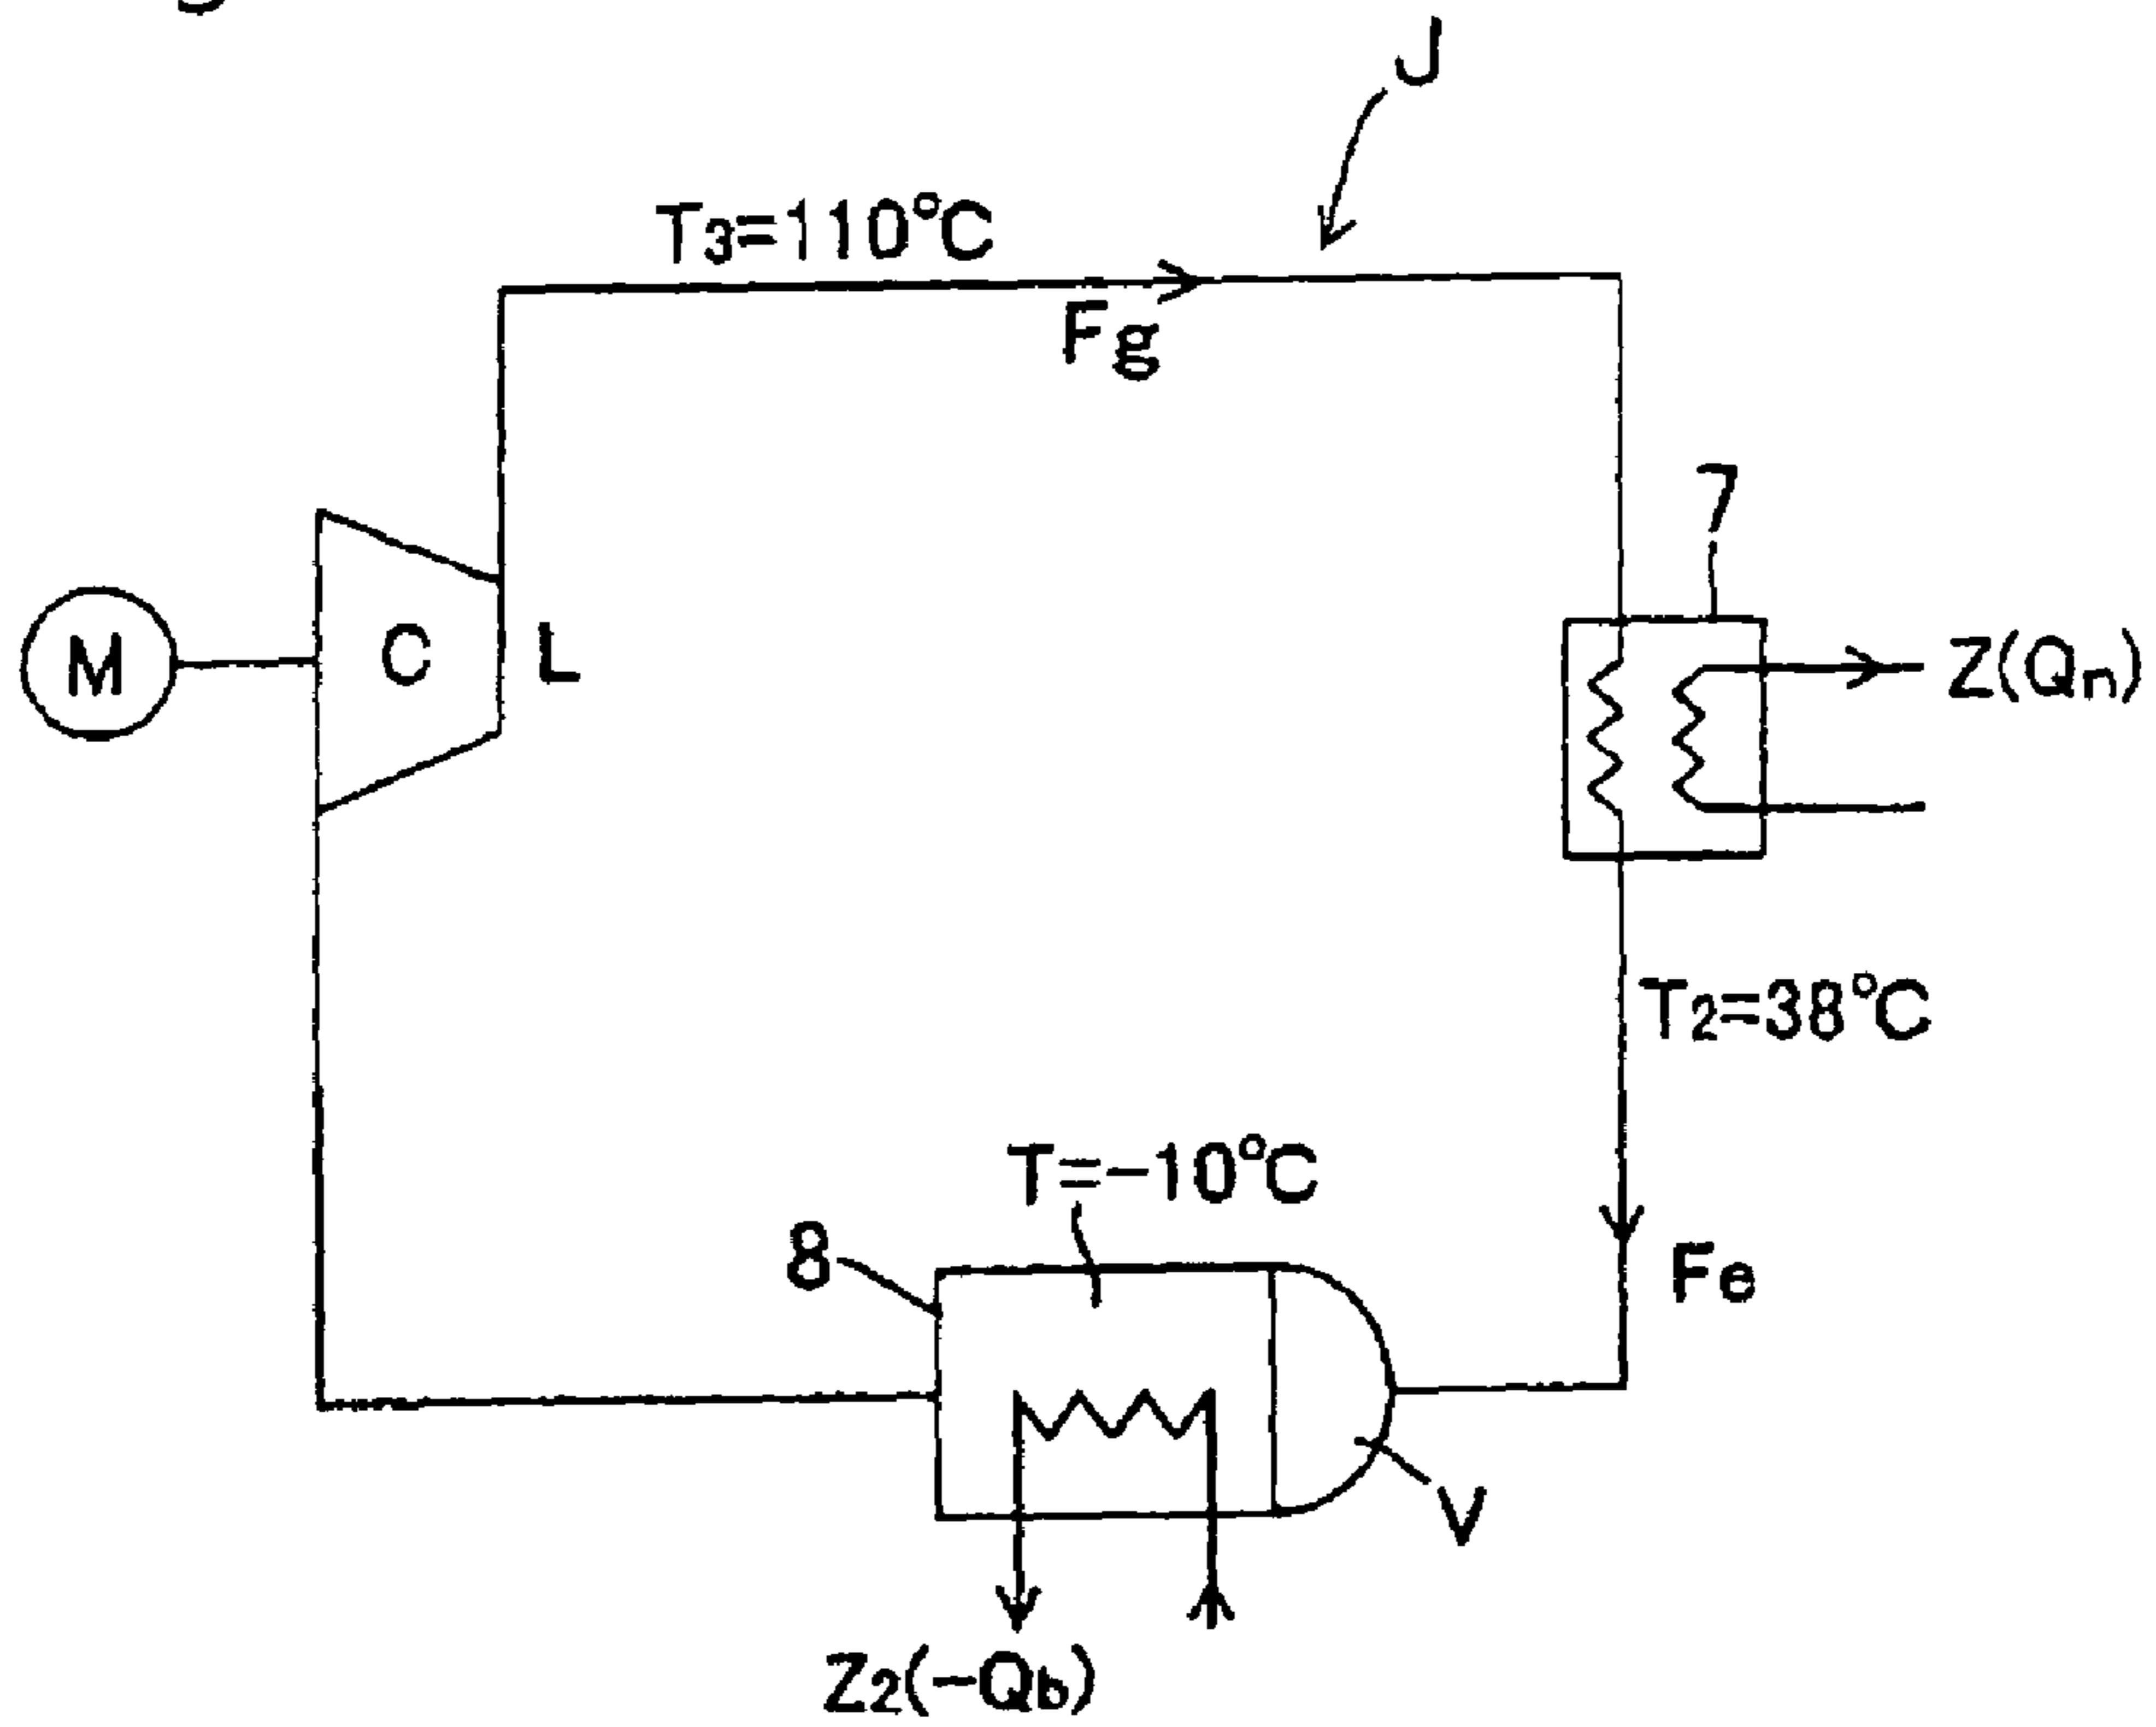 J
T3=110°C
Fg
7
M
C
L
Z(Qn)
T2=38°C
T=-10°C
8
Fe
V
Z2(-Qb)